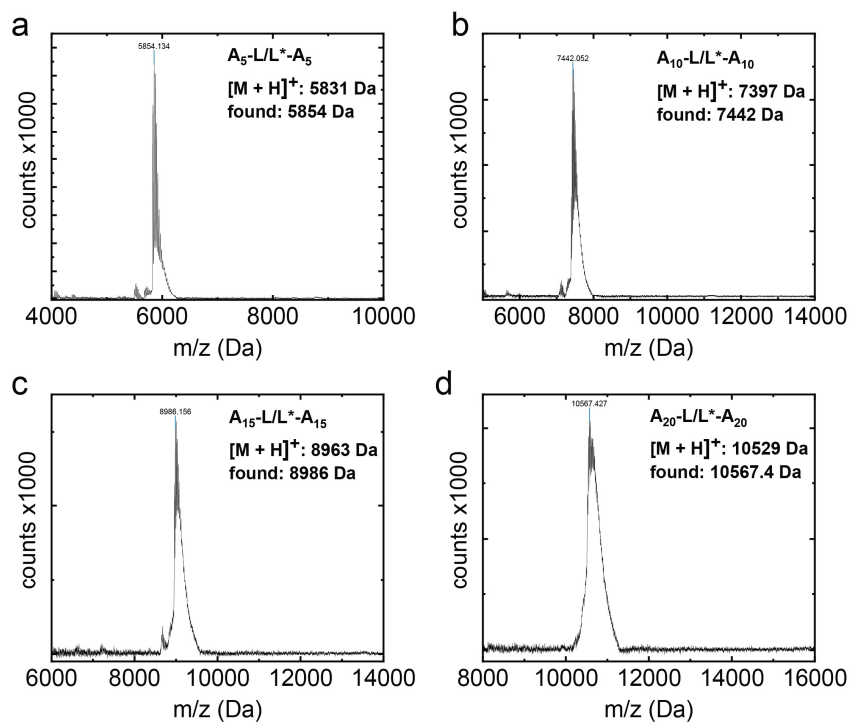 a
5854.134
A5-L/L*-A5
[M + H]+: 5831 Da
found: 5854 Da
counts x1000
4000 6000 8000 10000
m/z (Da)
b
7442.052
A10-L/L*-A10
[M + H]+: 7397 Da
found: 7442 Da
counts x1000
6000 8000 10000 12000 14000
m/z (Da)
c
8986.156
A15-L/L*-A15
[M + H]+: 8963 Da
found: 8986 Da
counts x1000
6000 8000 10000 12000 14000
m/z (Da)
d
10567.427
A20-L/L*-A20
[M + H]+: 10529 Da
found: 10567.4 Da
counts x1000
8000 10000 12000 14000 16000
m/z (Da)